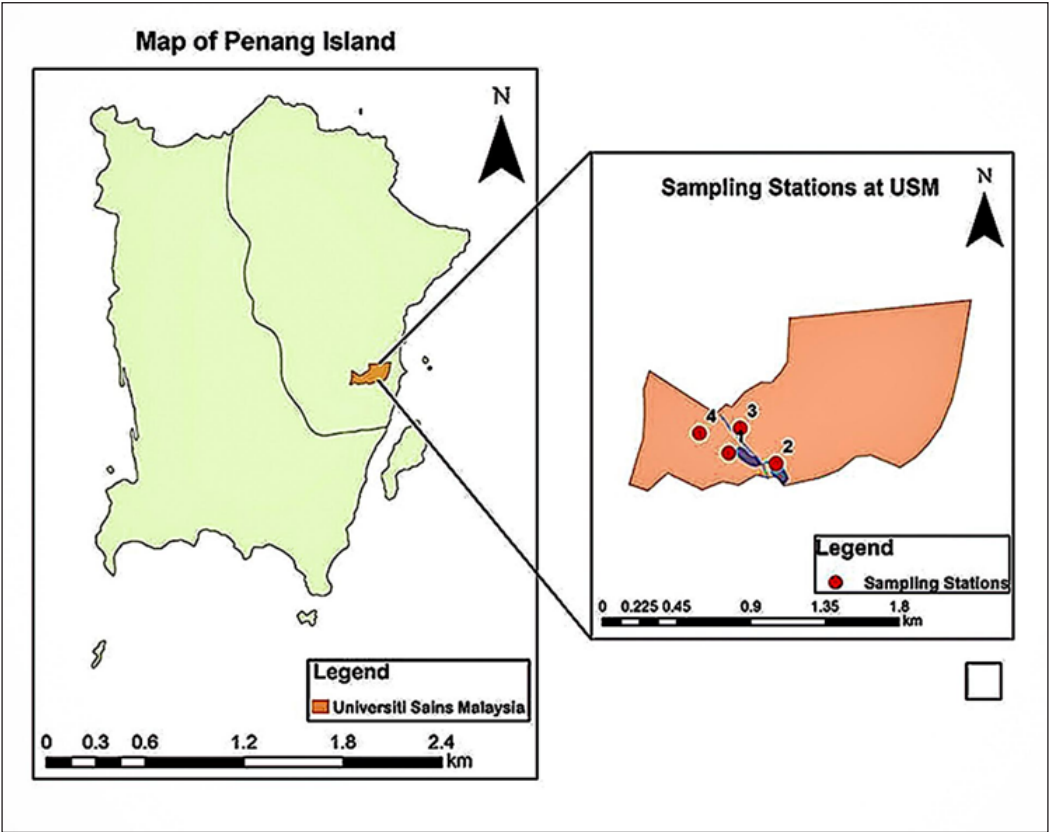 Map of Penang Island
N
Legend
Universiti Sains Malaysia
0 0.3 0.6 1.2 1.8 2.4
km
Sampling Stations at USM
N
4
3
1
2
Legend
Sampling Stations
0 0.225 0.45 0.9 1.35 1.8
km